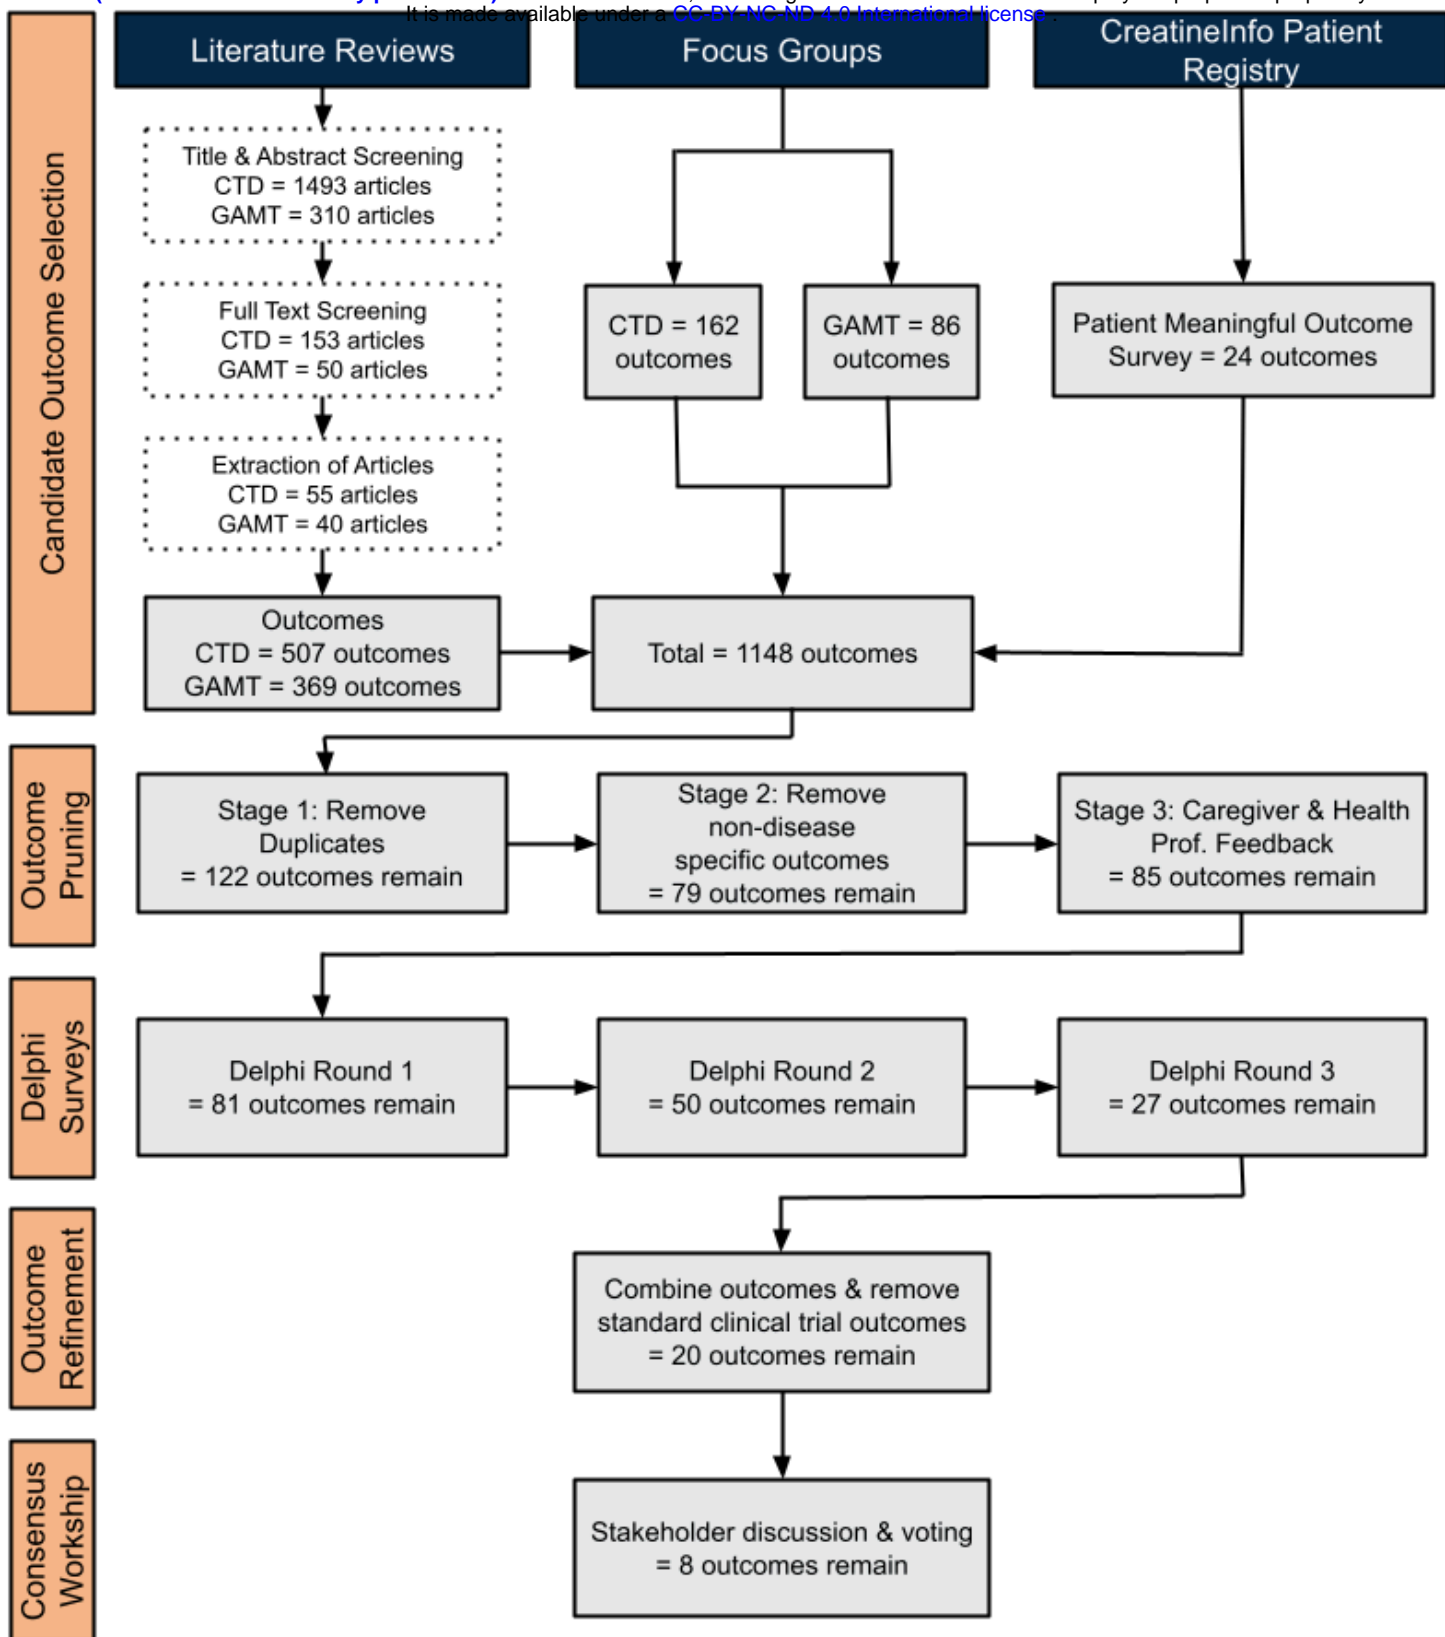 It is made available under a CC-BY-NC-ND 4.0 International license .
Literature Reviews
Focus Groups
CreatineInfo Patient
Registry
Candidate Outcome Selection
Title & Abstract Screening
CTD = 1493 articles
GAMT = 310 articles
Full Text Screening
CTD = 153 articles
GAMT = 50 articles
Extraction of Articles
CTD = 55 articles
GAMT = 40 articles
Outcomes
CTD = 507 outcomes
GAMT = 369 outcomes
CTD = 162
outcomes
GAMT = 86
outcomes
Patient Meaningful Outcome
Survey = 24 outcomes
Total = 1148 outcomes
Outcome
Pruning
Stage 1: Remove
Duplicates
= 122 outcomes remain
Stage 2: Remove
non-disease
specific outcomes
= 79 outcomes remain
Stage 3: Caregiver & Health
Prof. Feedback
= 85 outcomes remain
Delphi
Surveys
Delphi Round 1
= 81 outcomes remain
Delphi Round 2
= 50 outcomes remain
Delphi Round 3
= 27 outcomes remain
Outcome
Refinement
Combine outcomes & remove
standard clinical trial outcomes
= 20 outcomes remain
Consensus
Workship
Stakeholder discussion & voting
= 8 outcomes remain